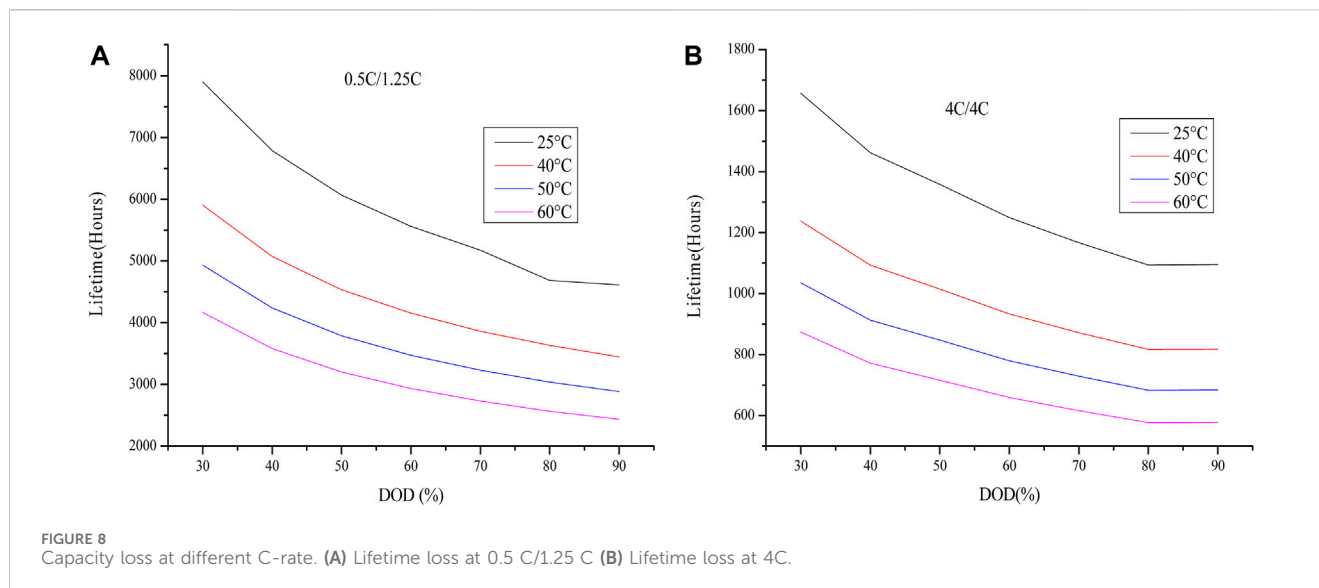 A
0.5C/1.25C
8000
7000
6000
5000
4000
3000
2000
Lifetime(Hours)
25°C
40°C
50°C
60°C
30 40 50 60 70 80 90
DOD (%)
B
4C/4C
1800
1600
1400
1200
1000
800
600
Lifetime(Hours)
25°C
40°C
50°C
60°C
30 40 50 60 70 80 90
DOD(%)
FIGURE 8
Capacity loss at different C-rate. (A) Lifetime loss at 0.5 C/1.25 C (B) Lifetime loss at 4C.